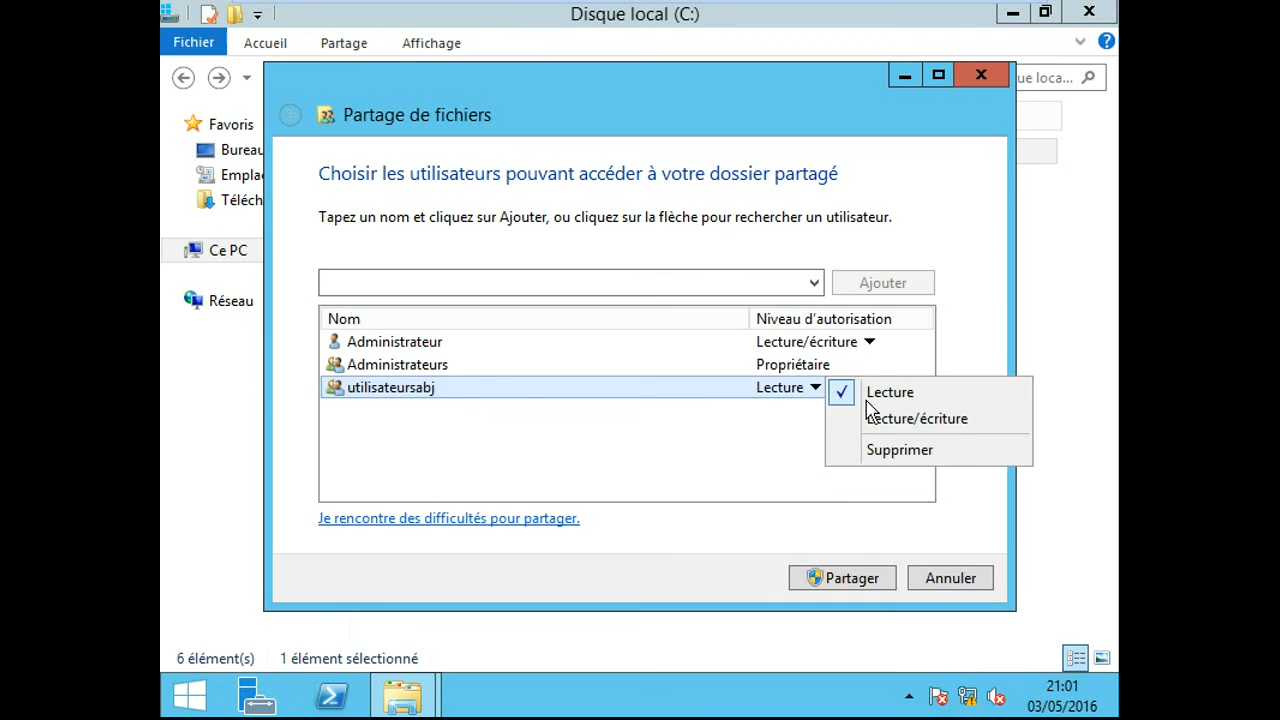 Disque local (C:)
Fichier
Accueil
Partage
Affichage
que loca...
Partage de fichiers
Favoris
Bureau
Empla
Téléch
Ce PC
Réseau
Choisir les utilisateurs pouvant accéder à votre dossier partagé
Tapez un nom et cliquez sur Ajouter, ou cliquez sur la flèche pour rechercher un utilisateur.
Ajouter
Nom
Niveau d'autorisation
Administrateur
Lecture/écriture
Administrateurs
Propriétaire
utilisateursabj
Lecture
Lecture
Lecture/écriture
Supprimer
Je rencontre des difficultés pour partager.
Partager
Annuler
6 élément(s)
1 élément sélectionné
21:01
03/05/2016